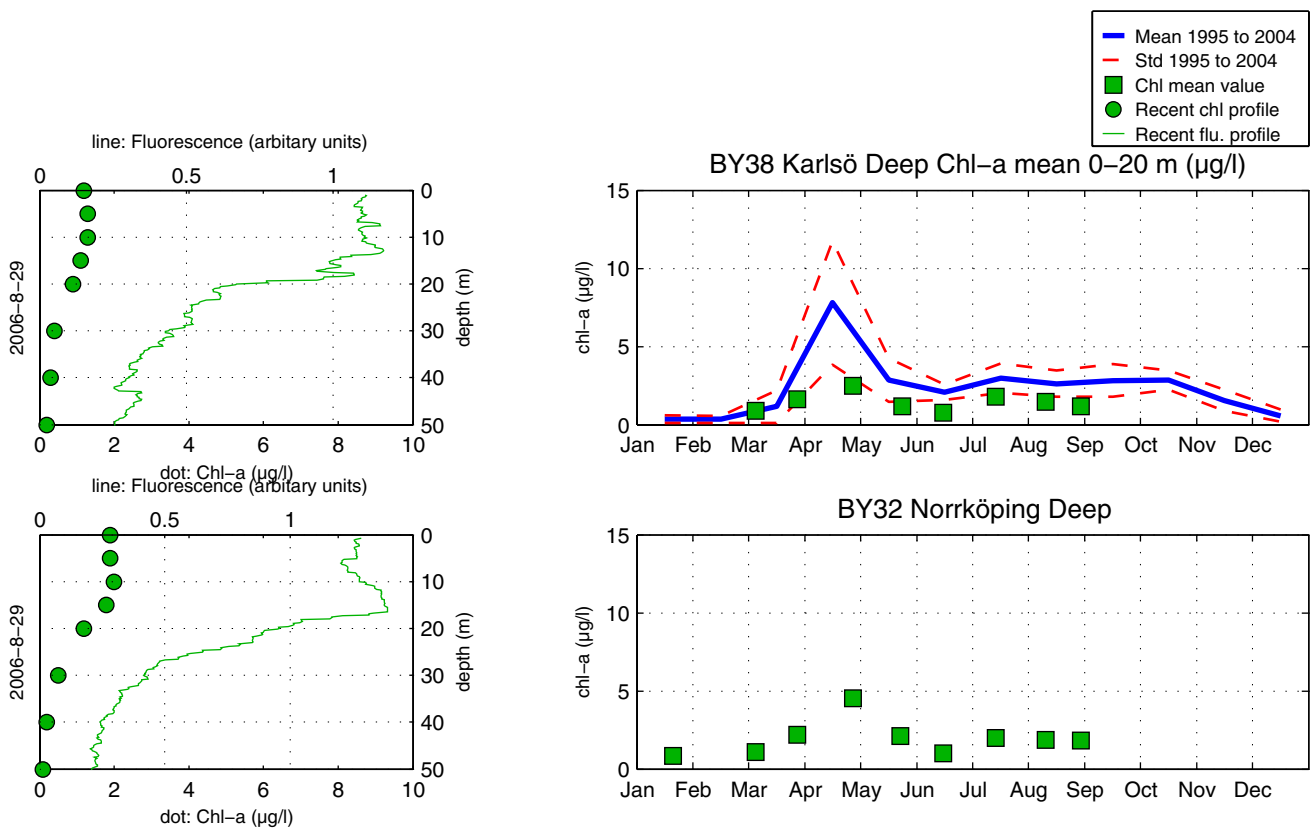 Mean 1995 to 2004
Std 1995 to 2004
Chl mean value
Recent chl profile
Recent flu. profile
line: Fluorescence (arbitary units)
0 0.5 1
0
10
20
30
40
50
depth (m)
2006−8−29
0 2 4 6 8 10
dot: Chl−a (µg/l)
BY38 Karlsö Deep Chl−a mean 0−20 m (µg/l)
15
10
5
0
chl−a (µg/l)
Jan Feb Mar Apr May Jun Jul Aug Sep Oct Nov Dec
line: Fluorescence (arbitary units)
0 0.5 1
0
10
20
30
40
50
depth (m)
2006−8−29
0 2 4 6 8 10
dot: Chl−a (µg/l)
BY32 Norrköping Deep
15
10
5
0
chl−a (µg/l)
Jan Feb Mar Apr May Jun Jul Aug Sep Oct Nov Dec